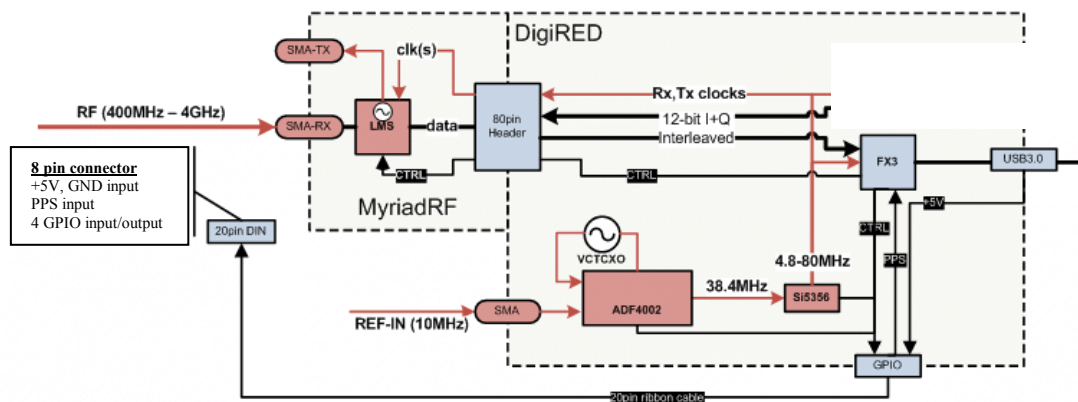 DigiRED
SMA-TX
clk(s)
RF (400MHz – 4GHz)
SMA-RX
LMS
data
80pin
Header
Rx,Tx clocks
12-bit I+Q
Interleaved
FX3
USB3.0
CTRL
CTRL
MyriadRF
8 pin connector
+5V, GND input
PPS input
4 GPIO input/output
20pin DIN
+5V
CTRL
PPS
VCTCXO
4.8-80MHz
38.4MHz
Si5356
ADF4002
REF-IN (10MHz)
SMA
GPIO
20pin ribbon cable